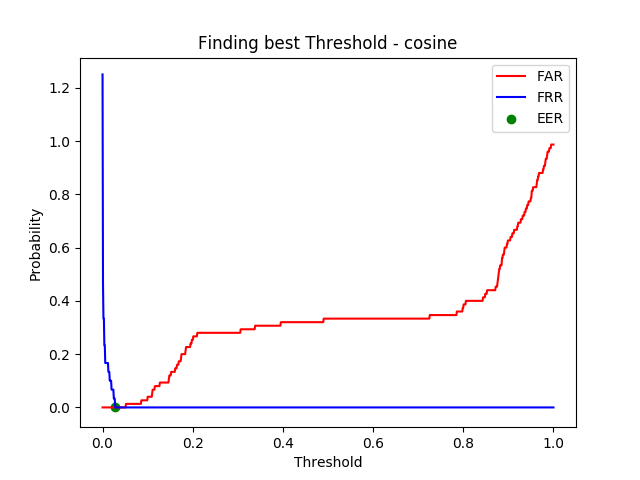 Finding best Threshold - cosine
FAR
FRR
EER
1.2
1.0
0.8
0.6
0.4
0.2
0.0
Probability
0.0 0.2 0.4 0.6 0.8 1.0
Threshold